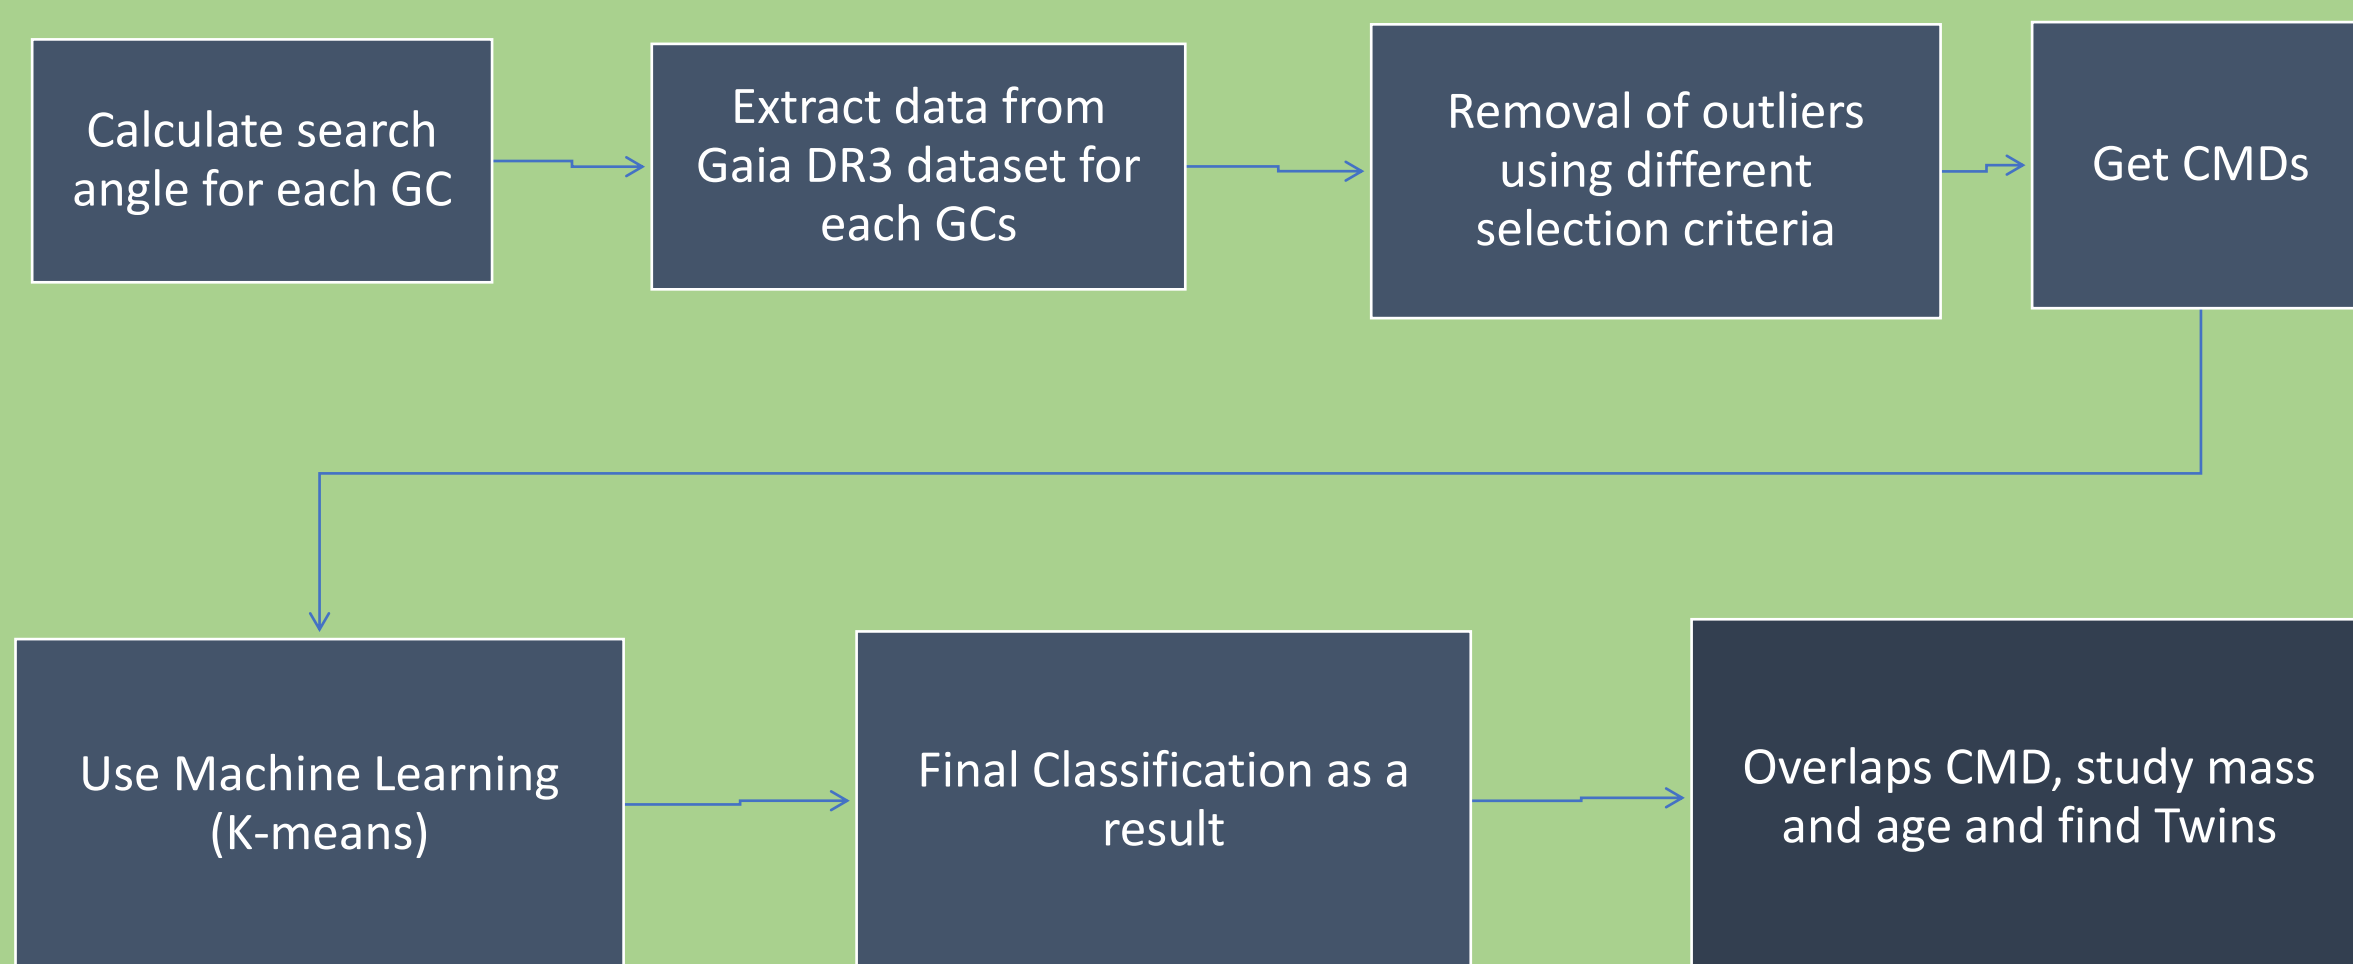 Calculate search
angle for each GC
Extract data from
Gaia DR3 dataset for
each GCs
Removal of outliers
using different
selection criteria
Get CMDs
Use Machine Learning
(K-means)
Final Classification as a
result
Overlaps CMD, study mass
and age and find Twins